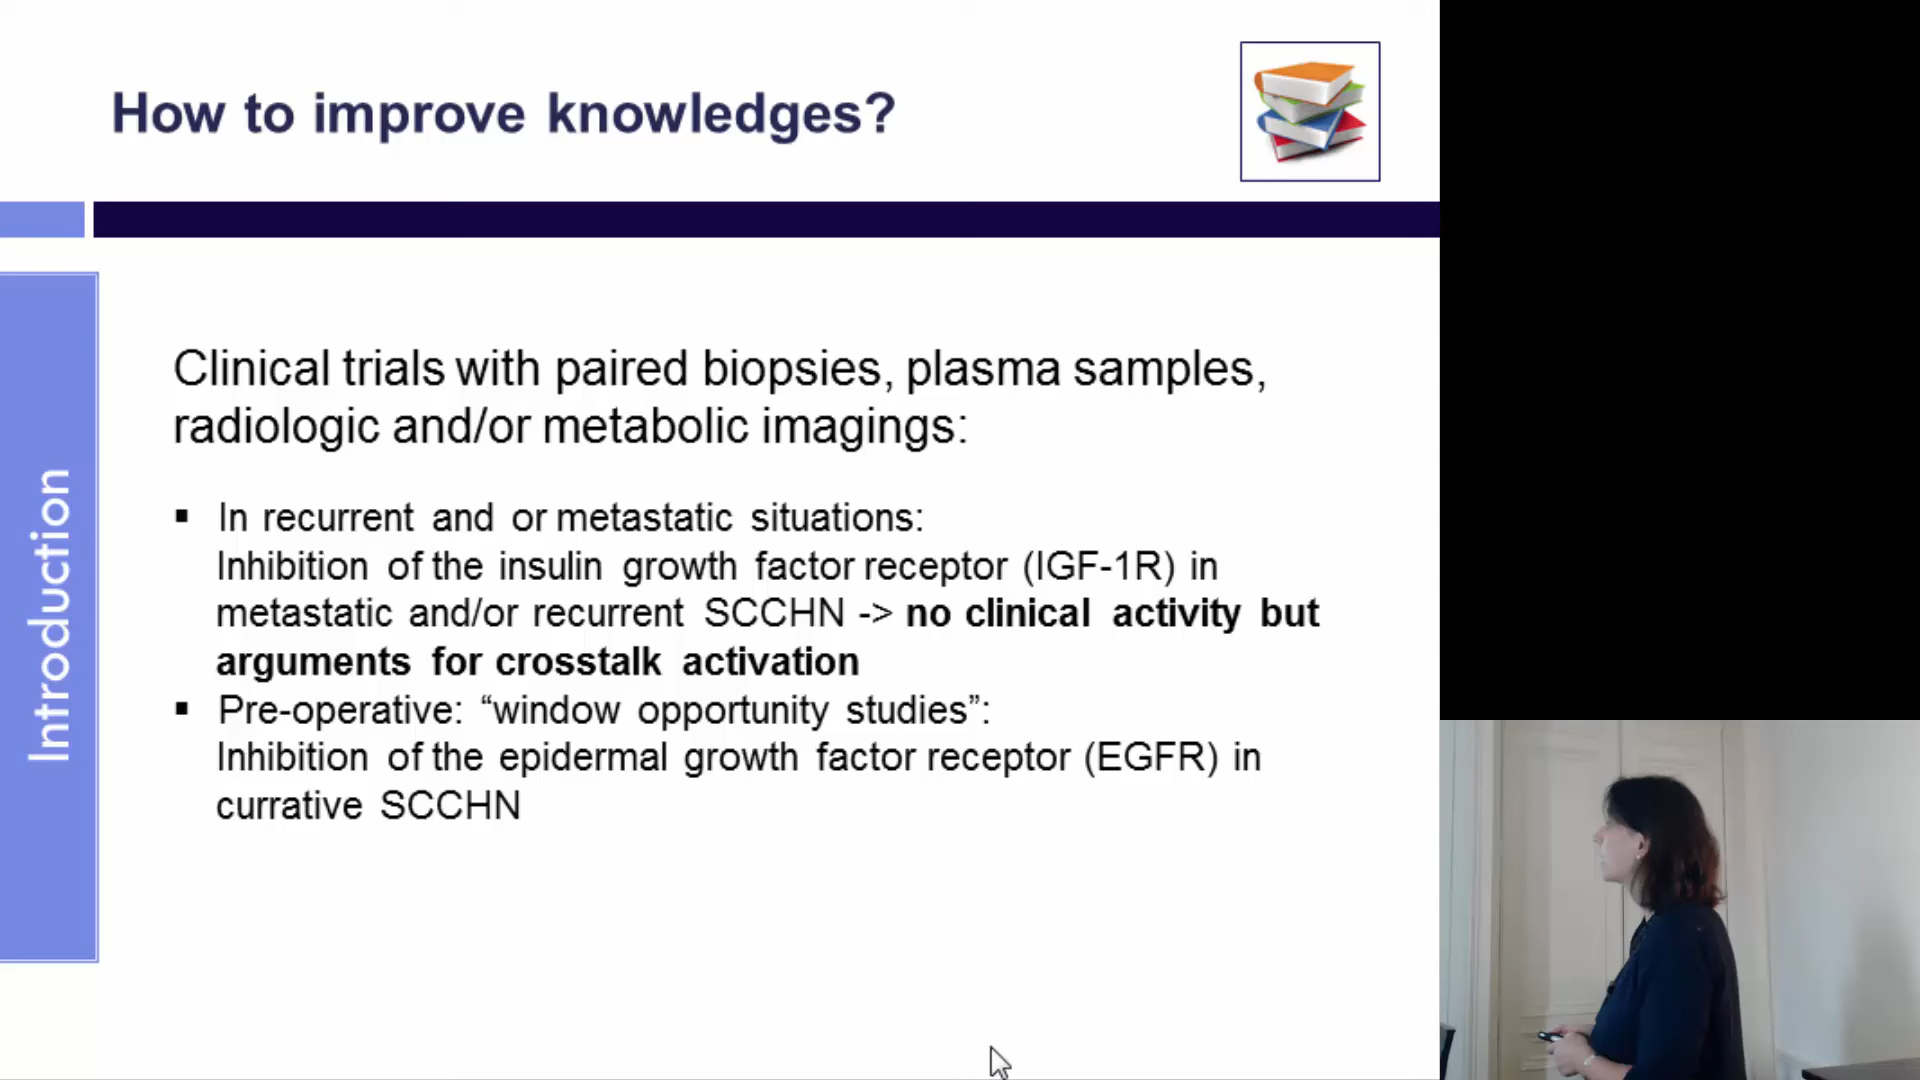 How to improve knowledges?
Introduction
Clinical trials with paired biopsies, plasma samples,
radiologic and/or metabolic imagings:
▪ In recurrent and or metastatic situations:
Inhibition of the insulin growth factor receptor (IGF-1R) in
metastatic and/or recurrent SCCHN -> no clinical activity but
arguments for crosstalk activation
▪ Pre-operative: “window opportunity studies”:
Inhibition of the epidermal growth factor receptor (EGFR) in
currative SCCHN